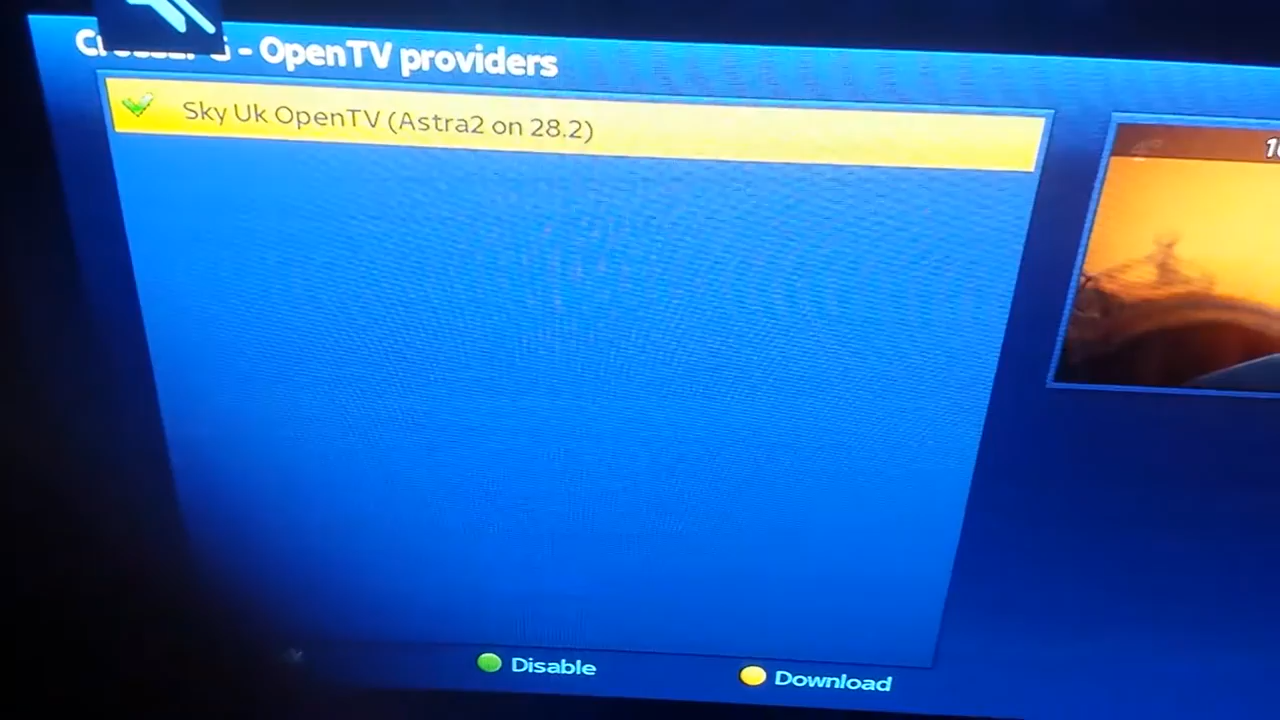 - OpenTV providers
Sky Uk OpenTV (Astra2 on 28.2)
Disable
Download